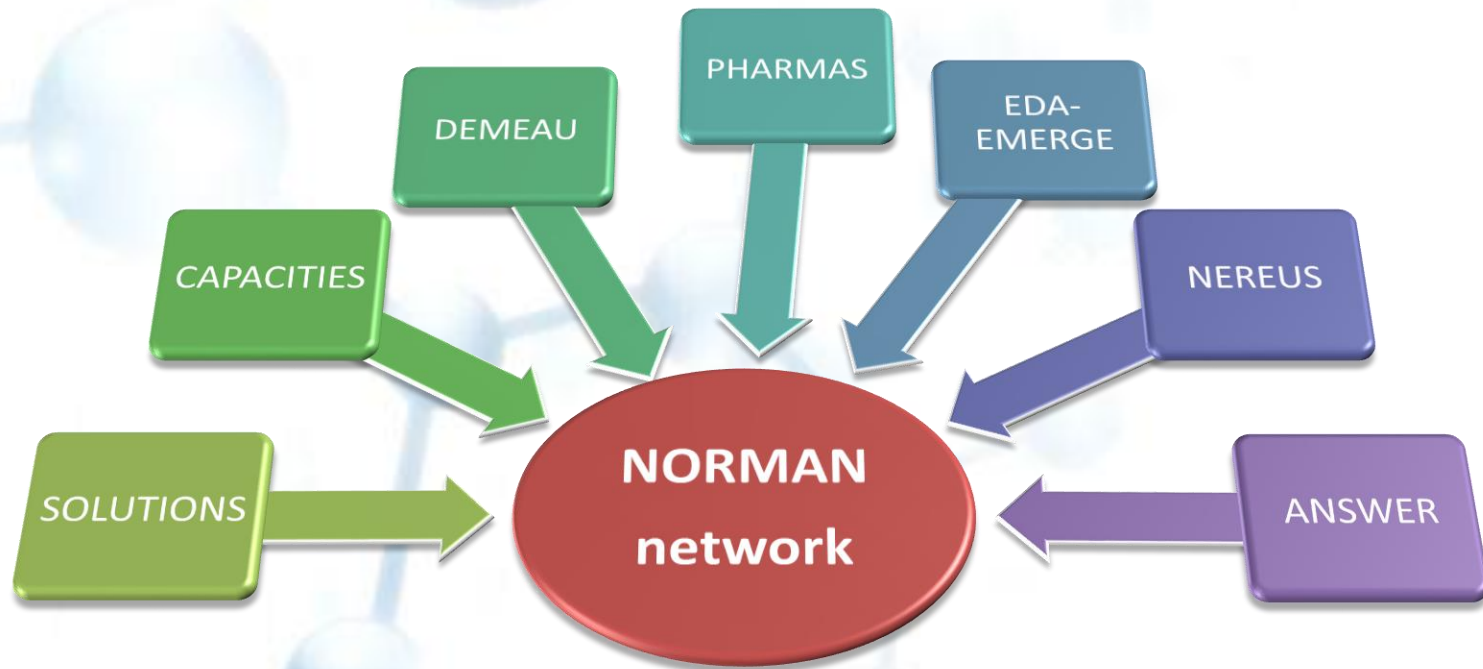 PHARMAS
DEMEAU
EDA-
EMERGE
CAPACITIES
NEREUS
SOLUTIONS
NORMAN
network
ANSWER